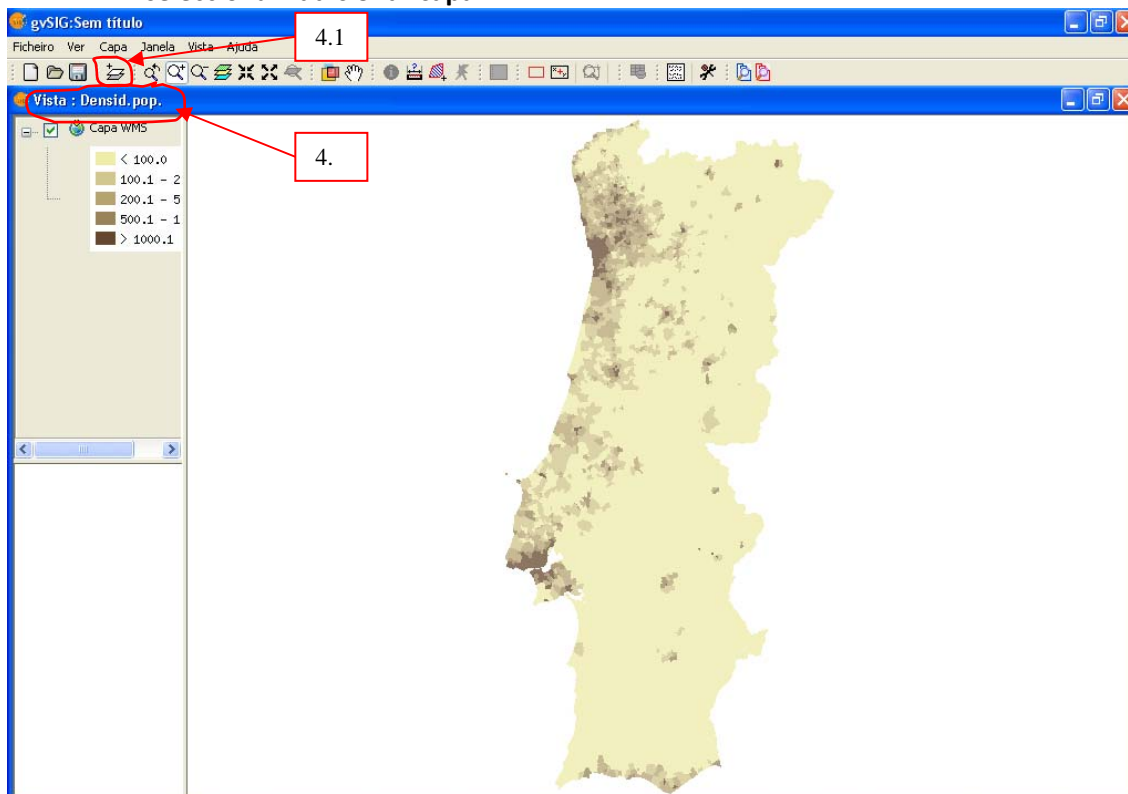 gvSIG:Sem título
Ficheiro Ver Capa Janela Vista Ajuda
4.1
Vista : Densid.pop.
4.
Capa WMS
< 100.0
100.1 - 2
200.1 - 5
500.1 - 1
> 1000.1